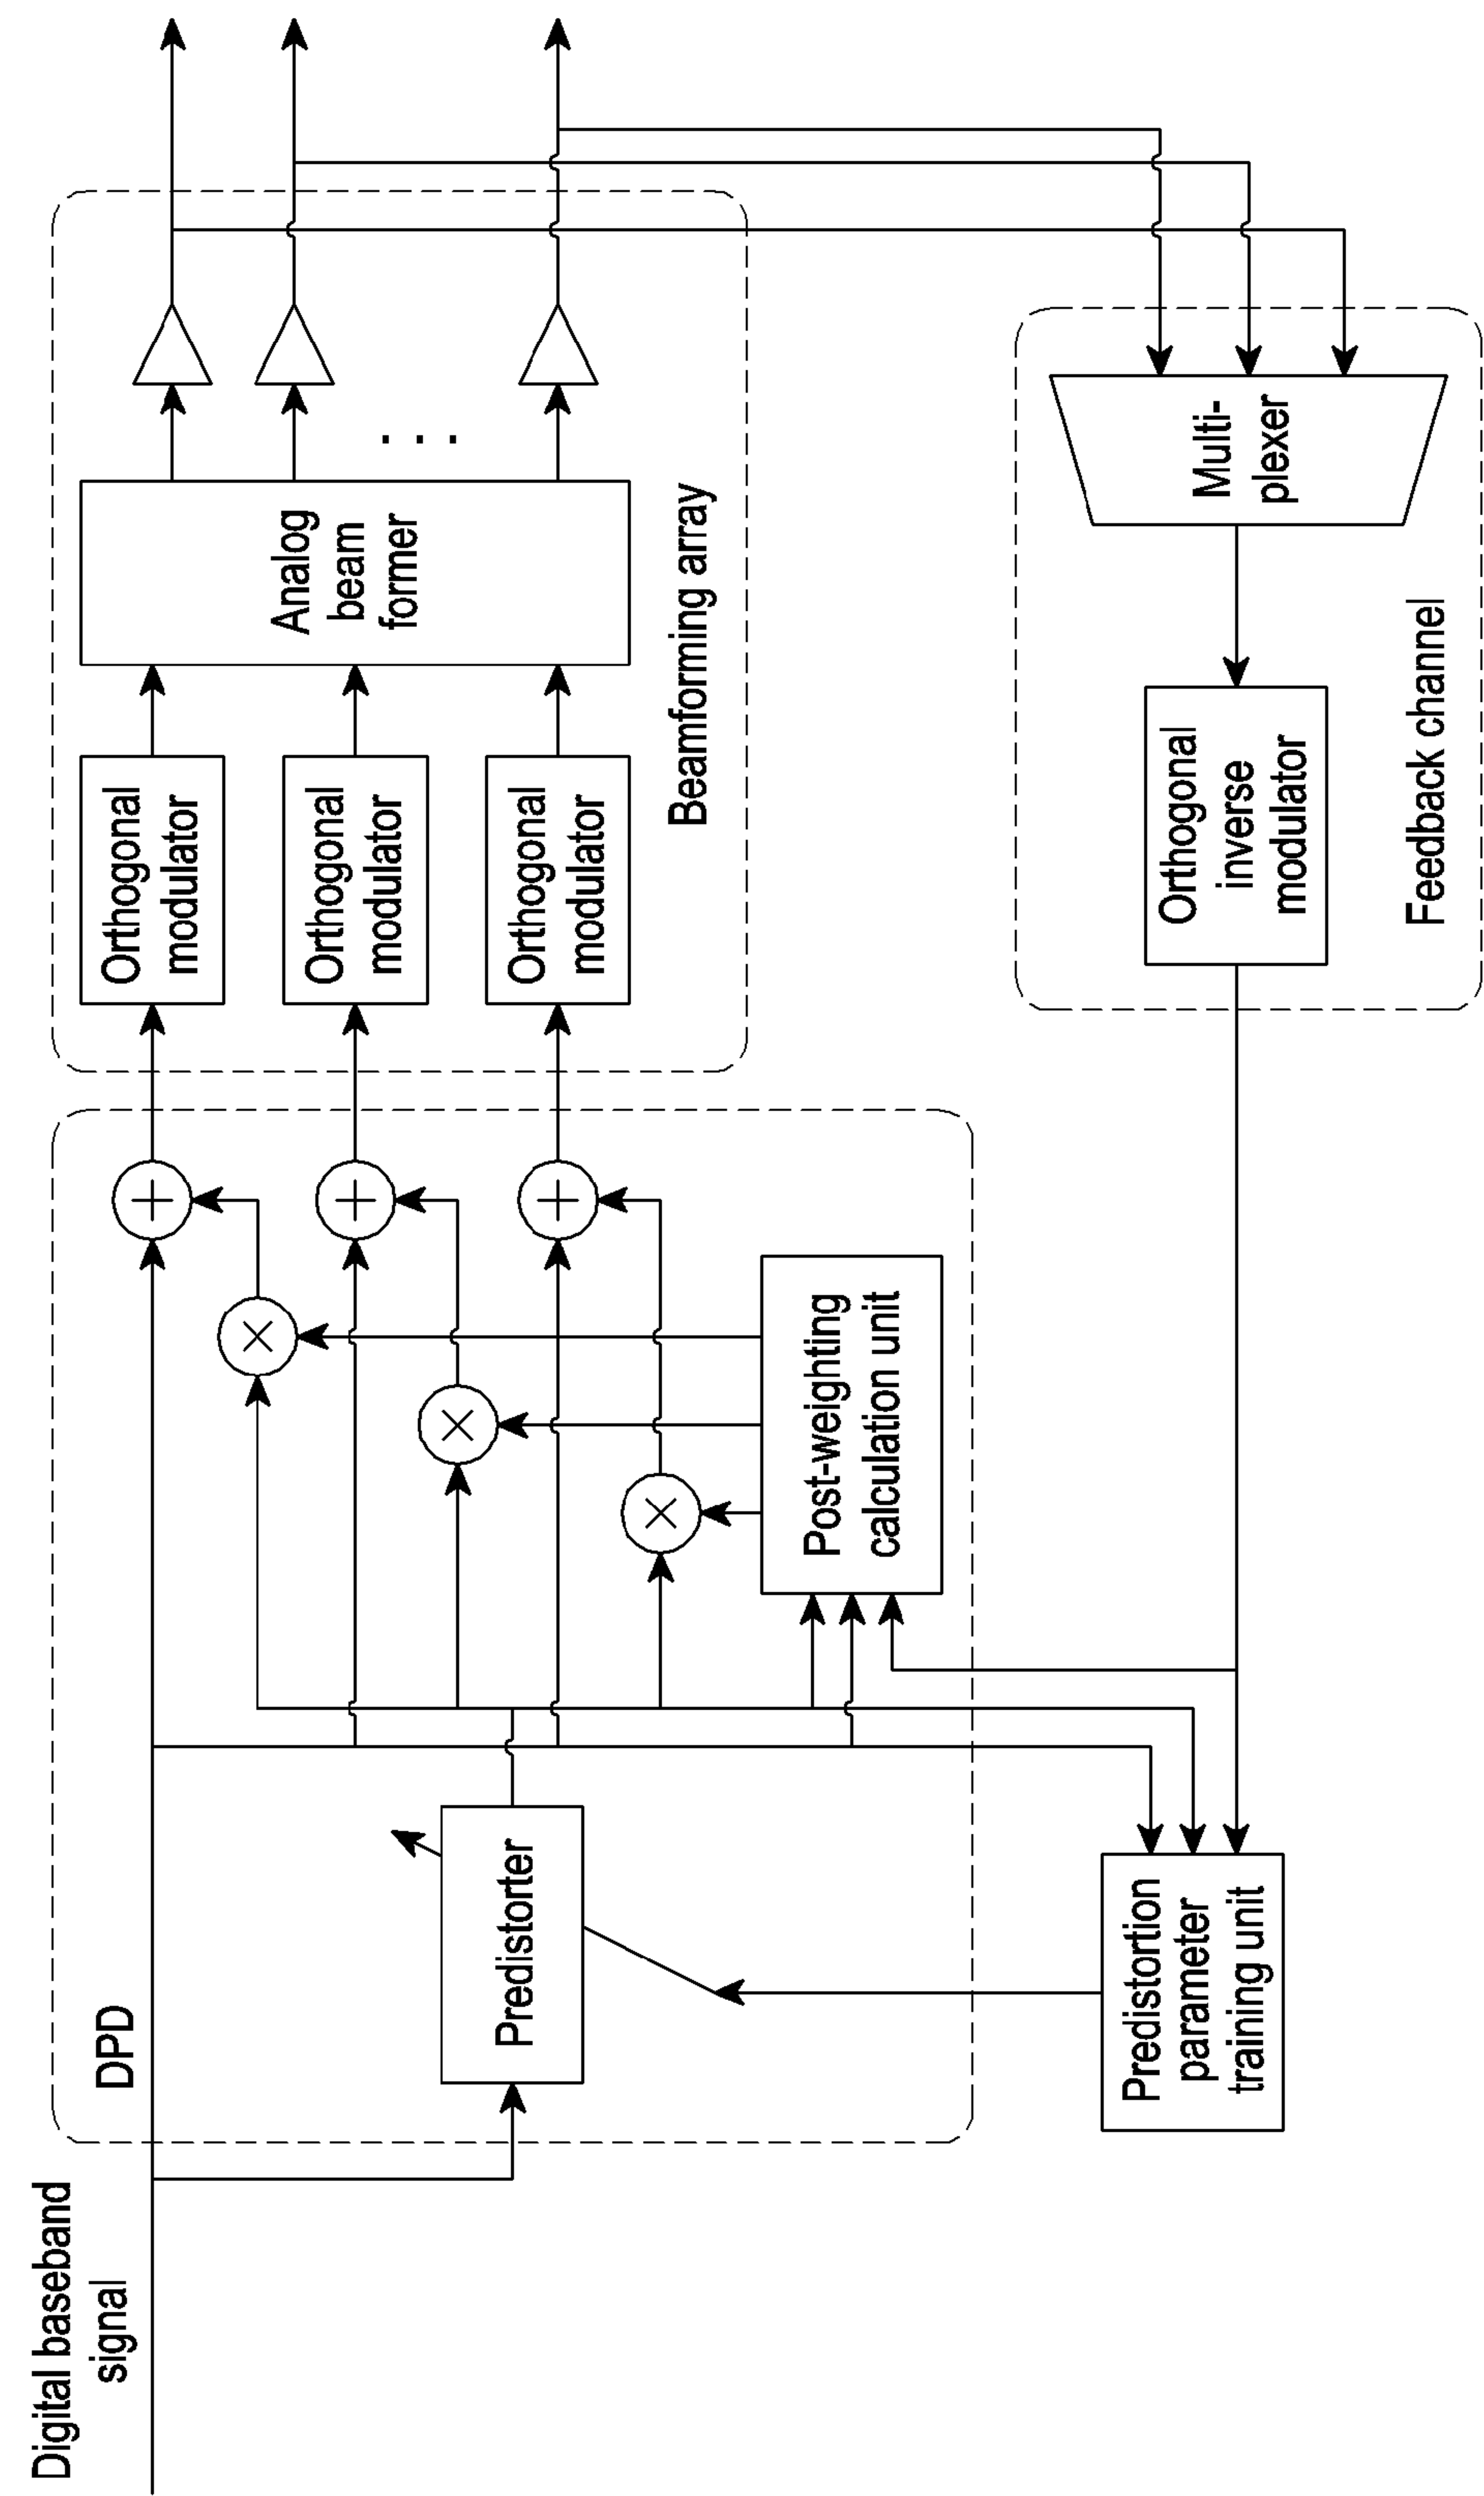 Digital baseband
signal
DPD
Predistorter
Predistortion
parameter
training unit
Post-weighting
calculation unit
Orthogonal
modulator
Orthogonal
modulator
Orthogonal
modulator
Analog
beam
former
. . .
Beamforming array
Orthogonal
inverse
modulator
Multi-
plexer
Feedback channel